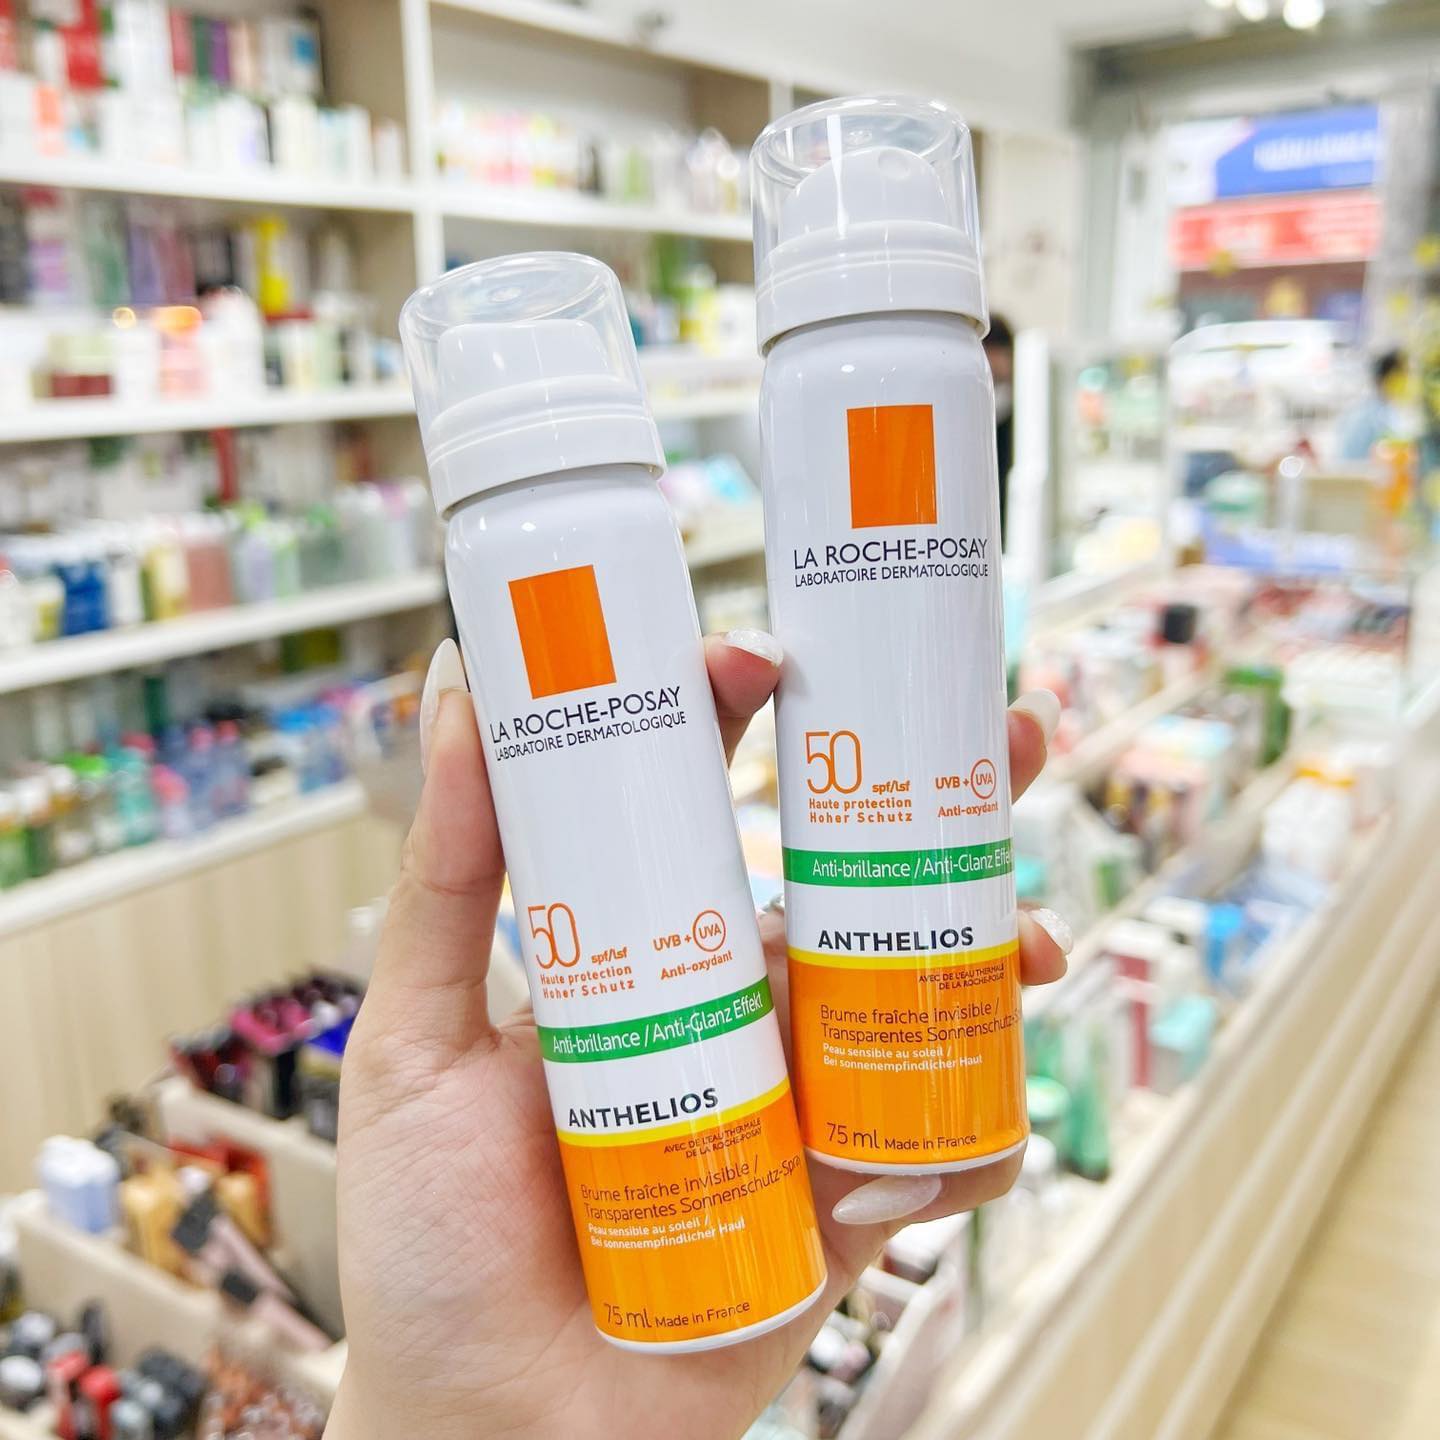 LA ROCHE-POSAY
LABORATOIRE DERMATOLOGIQUE
50 spf/lsf
Haute protection
Hoher Schutz
UVB + UVA
Anti-oxydant
Anti-brillance / Anti-Glanz Effekt
ANTHELIOS
AVEC DE L'EAU THERMALE
DE LA ROCHE-POSAY
Brume fraîche invisible /
Transparentes Sonnenschutz-Spray
Peau sensible au soleil /
Bei sonnenempfindlicher Haut
75 ml Made in France
LA ROCHE-POSAY
LABORATOIRE DERMATOLOGIQUE
50 spf/lsf
Haute protection
Hoher Schutz
UVB + UVA
Anti-oxydant
Anti-brillance / Anti-Glanz Effe
ANTHELIOS
AVEC DE L'EAU THERMALE
DE LA ROCHE-POSAY
Brume fraîche invisible /
Transparentes Sonnenschutz-S
Peau sensible au soleil /
Bei sonnenempfindlicher Haut
75 ml Made in France